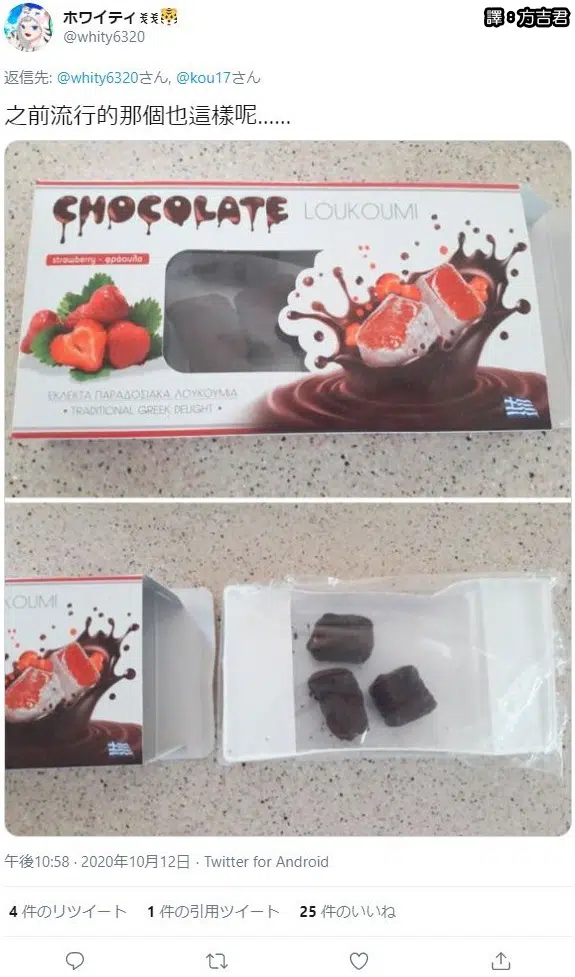 ホワイティ
譯:方吉君
@whity6320
返信先: @whity6320さん, @kou17さん
之前流行的那個也這樣呢......
CHOCOLATE LOUKOUMI
strawberry - φράουλα
ΕΚΛΕΚΤΑ ΠΑΡΑΔΟΣΙΑΚΑ ΛΟΥΚΟΥΜΙΑ
• TRADITIONAL GREEK DELIGHT •
KOUMI
午後10:58 · 2020年10月12日 · Twitter for Android
4 件のリツイート 1 件の引用ツイート 25 件のいいね